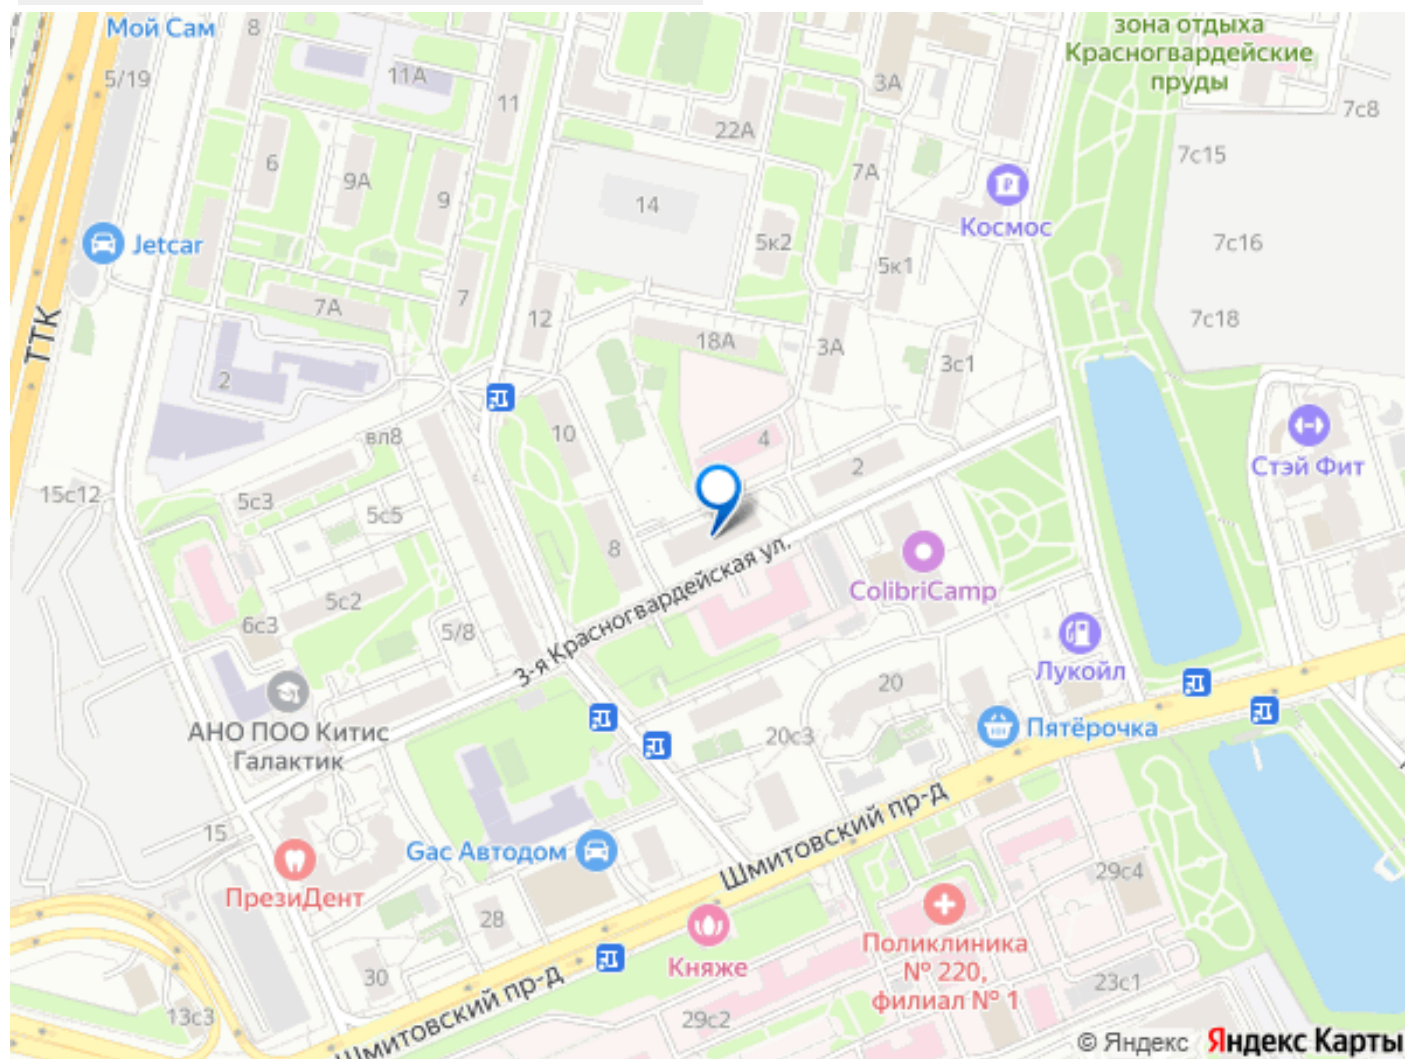 Мой Сам
8
зона отдыха
Красногвардейские
пруды
5/19
11А
11
3А
7с8
22А
7с15
6
9А
9
7А
14
Космос
Jetcar
5к2
7с16
5к1
7А
7
12
7с18
ТТК
18А
3А
3с1
2
вл8
10
4
2
Стэй Фит
15с12
5с3
5с5
8
3-я Красногвардейская ул.
ColibriCamp
5с2
6с3
5/8
Лукойл
20
АНО ПОО Китис
Галактик
20с3
Пятёрочка
15
Gac Автодом
Шмитовский пр-д
ПрезиДент
29с4
28
Поликлиника
№ 220,
филиал № 1
Княже
30
Шмитовский пр-д
23с1
13с3
29с2
© Яндекс Яндекс Карты